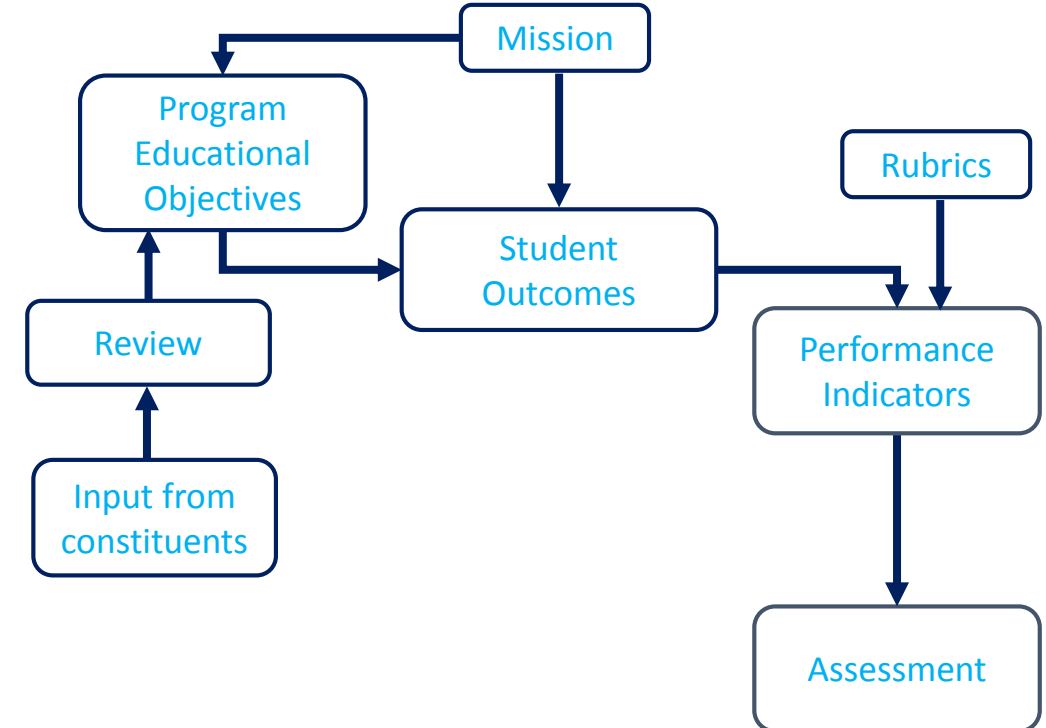 Mission
Program
Educational
Objectives
Rubrics
Student
Outcomes
Review
Performance
Indicators
Input from
constituents
Assessment